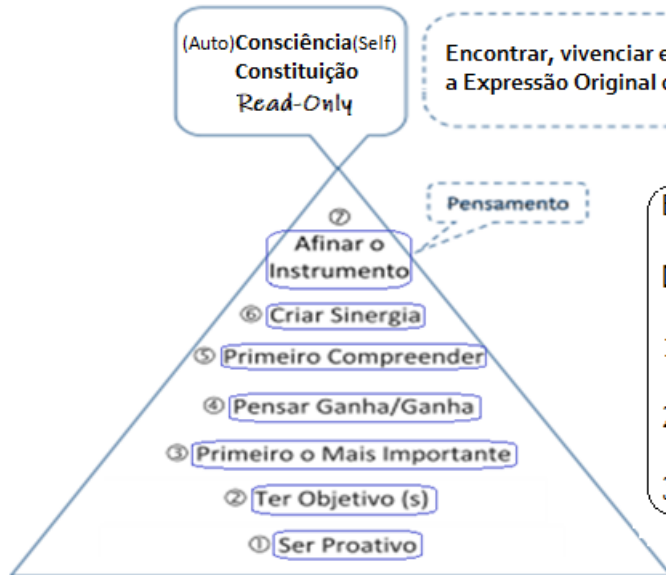 (Auto)Consciência(Self)
Constituição
Read-Only
Encontrar, vivenciar e
a Expressão Original
Pensamento
⑦
Afinar o
Instrumento
⑥ Criar Sinergia
⑤ Primeiro Compreender
④ Pensar Ganha/Ganha
③ Primeiro o Mais Importante
② Ter Objetivo (s)
① Ser Proativo